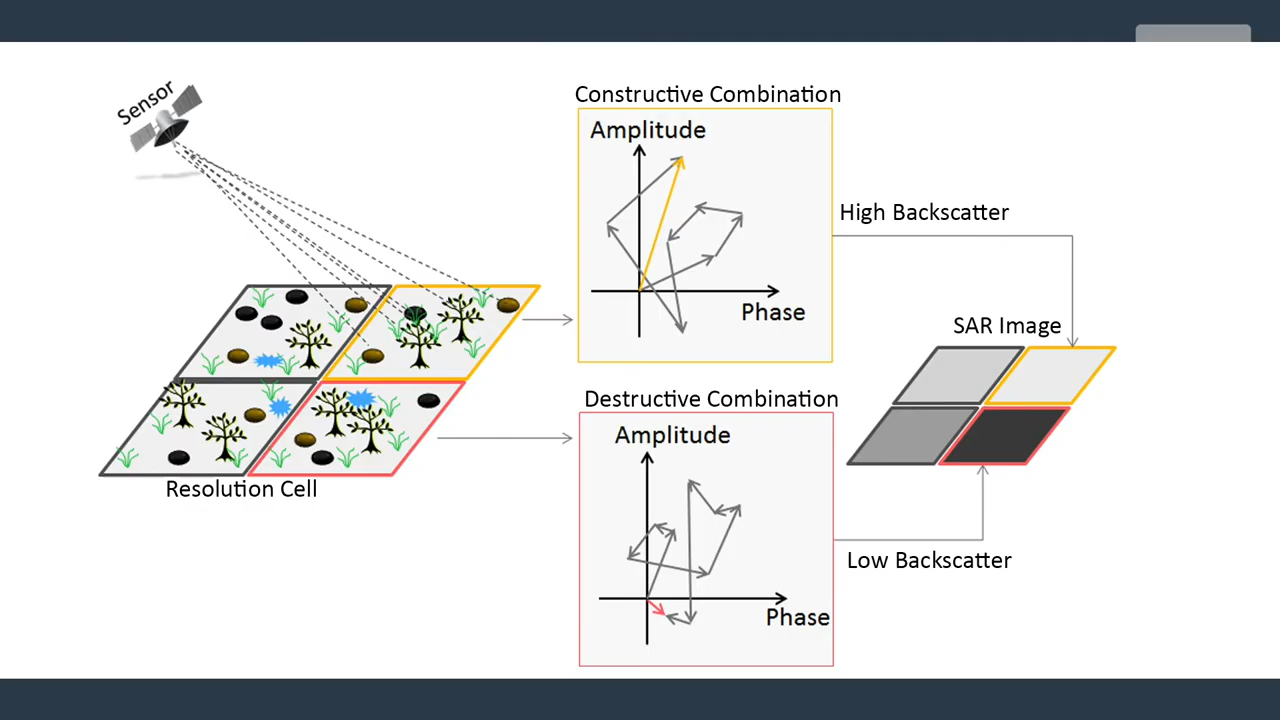 Sensor
Constructive Combination
Amplitude
Phase
High Backscatter
SAR Image
Destructive Combination
Amplitude
Phase
Low Backscatter
Resolution Cell